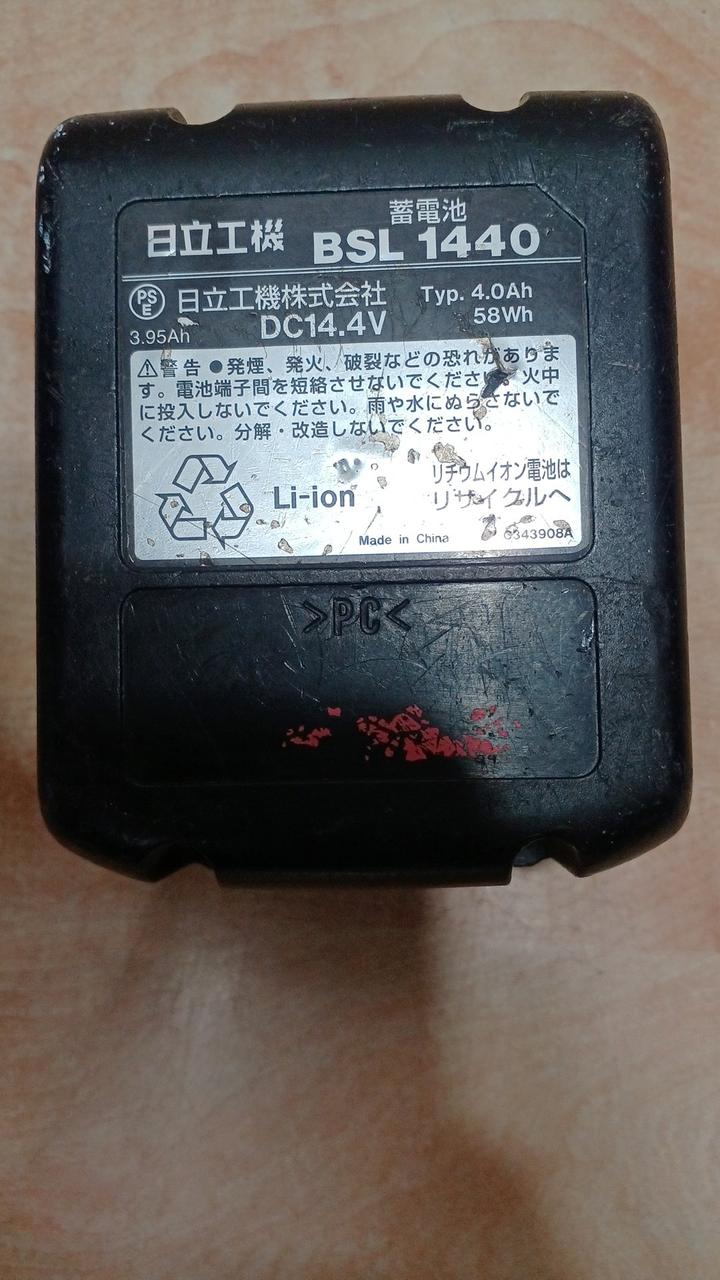 蓄電池
日立工機 BSL 1440
PSE 日立工機株式会社 Typ. 4.0Ah
3.95Ah DC14.4V 58Wh
⚠警告 ●発煙、発火、破裂などの恐れがありま
す。電池端子間を短絡させないでください。火中
に投入しないでください。雨や水にぬらさないで
ください。分解・改造しないでください。
Li-ion リチウムイオン電池は
リサイクルへ
Made in China
>PC<